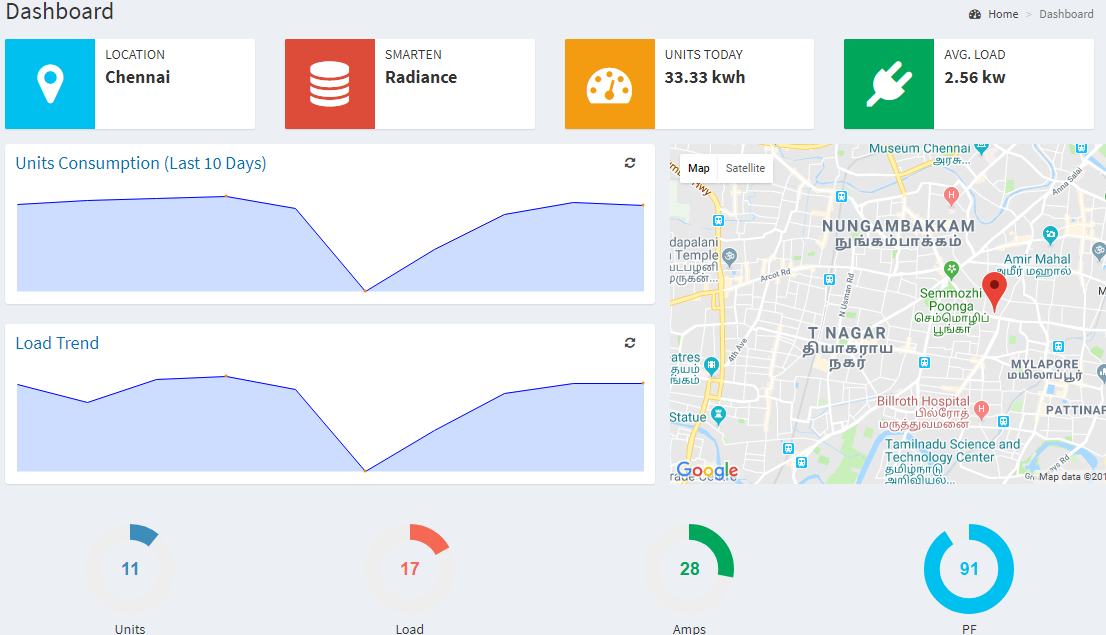 Dashboard
Home > Dashboard
LOCATION
Chennai
SMARTEN
Radiance
UNITS TODAY
33.33 kwh
AVG. LOAD
2.56 kw
Units Consumption (Last 10 Days)
Load Trend
Map
Satellite
Museum Chennai
அரசு...
Anna Salai
H
NUNGAMBAKKAM
நுங்கம்பாக்கம்
Temple
Arcot Rd
N Usman Rd
Amir Mahal
அமீர் மஹால்
Semmozhi
Poonga
செம்மொழிப்
பூங்கா
T NAGAR
தியாகராய
நகர்
4th Ave
MYLAPORE
மயிலாப்பூர்
Billroth Hospital
பில்ரோத்
மருத்துவமனை
H
Statue
Tamilnadu Science and
Technology Center
தமிழ்நாடு
அறிவியல்...
Google
Map data ©201
11
Units
17
Load
28
Amps
91
PF